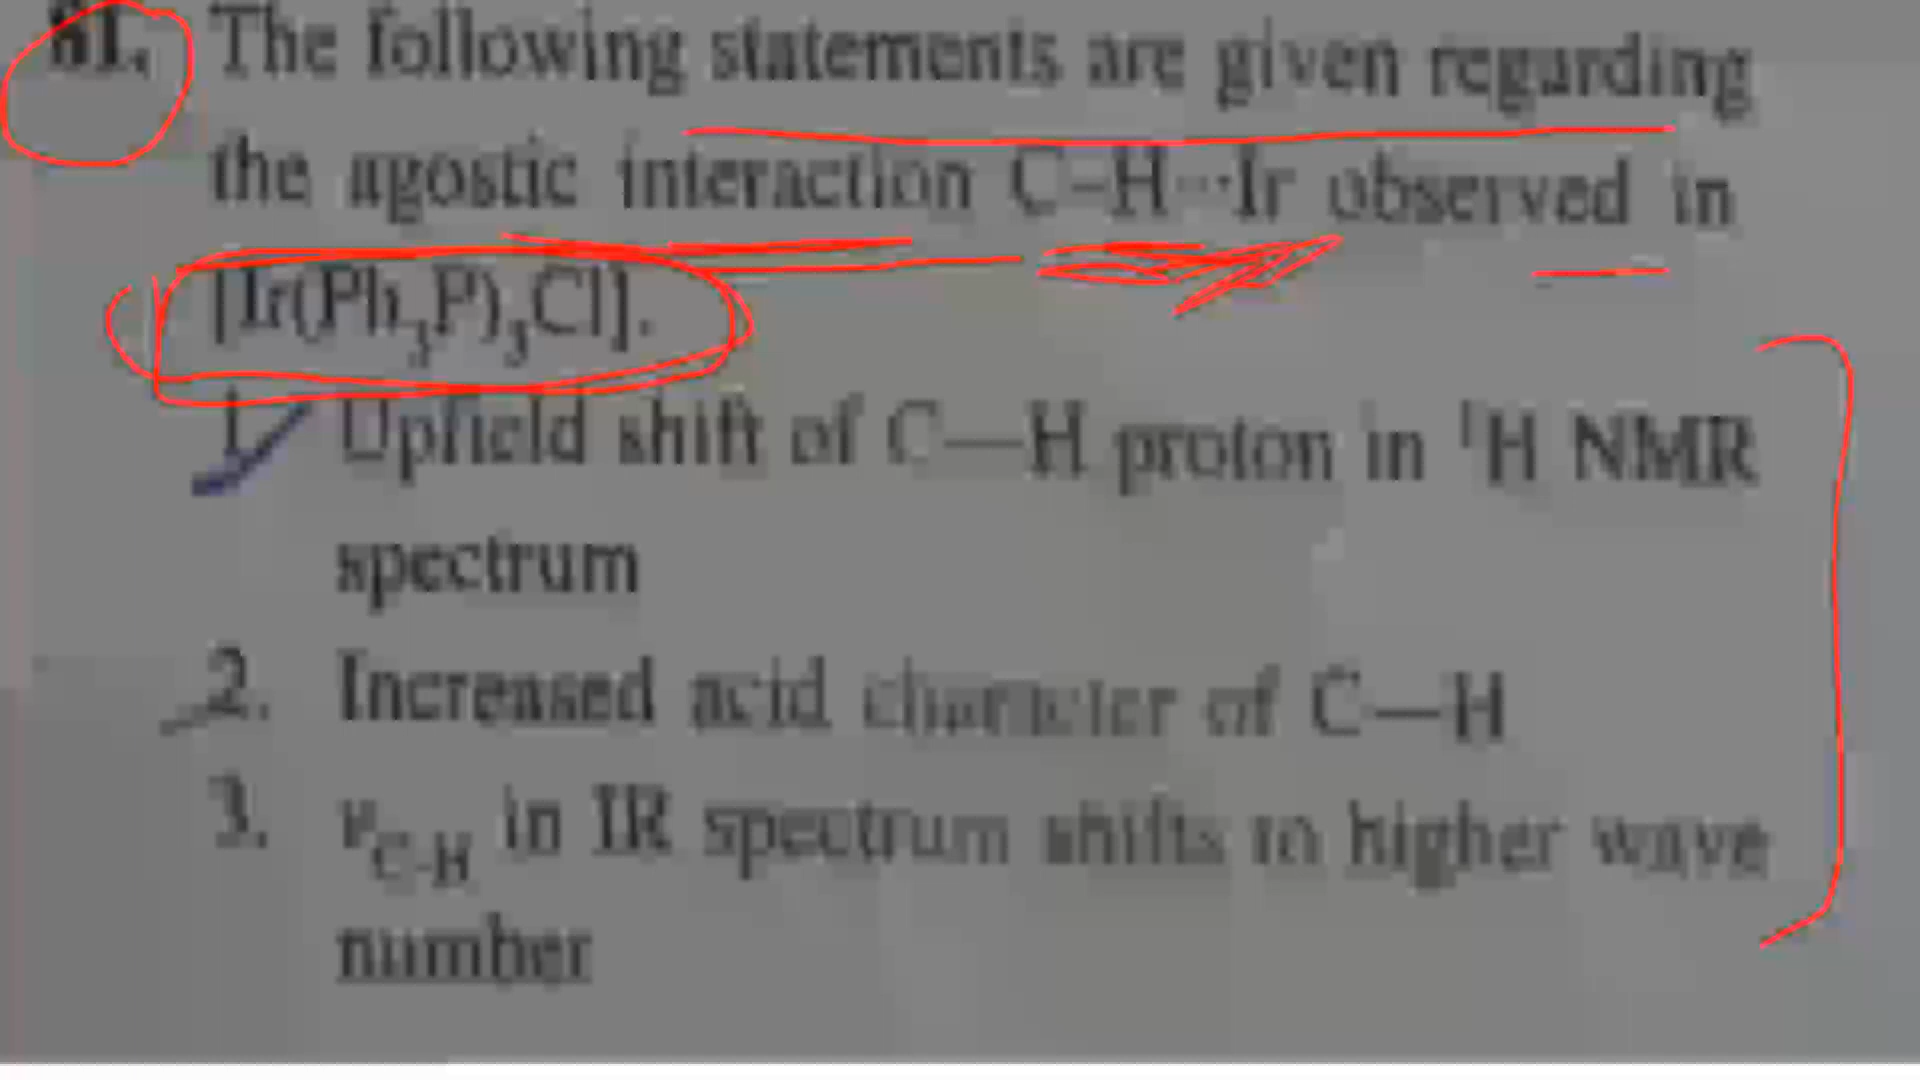 81. The following statements are given regarding
the agostic interaction C–H···Ir observed in
[Ir(Ph₃P)₃Cl].
1. Upfield shift of C—H proton in ¹H NMR
spectrum
2. Increased acid character of C—H
3. ν_C-H in IR spectrum shifts to higher wave
number